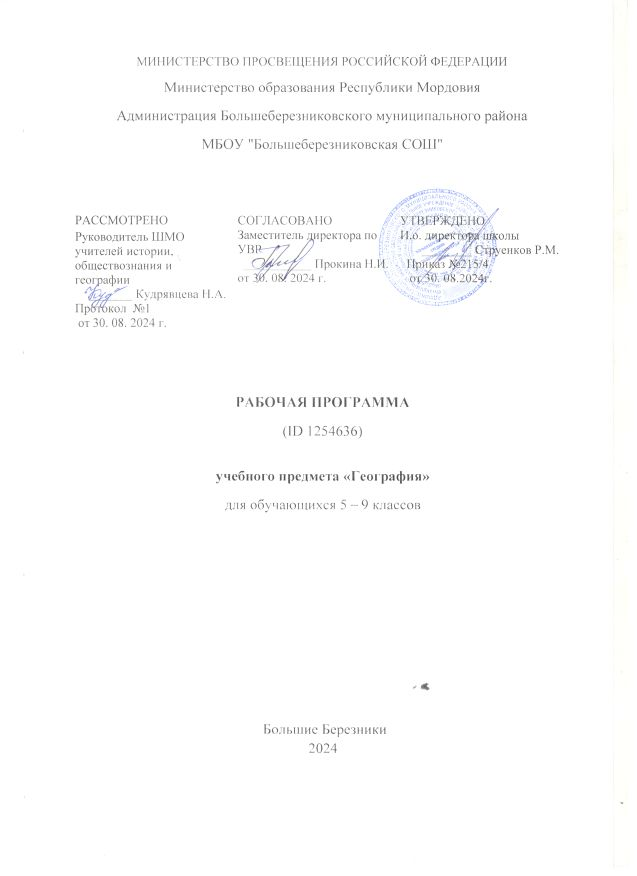 МИНИСТЕРСТВО ПРОСВЕЩЕНИЯ РОССИЙСКОЙ ФЕДЕРАЦИИ
Министерство образования Республики Мордовия
Администрация Большеберезниковского муниципального района
МБОУ "Большеберезниковская СОШ"
РАССМОТРЕНО
Руководитель ШМО
учителей истории,
обществознания и
географии
Кудрявцева Н.А.
Протокол №1
от 30. 08. 2024 г.
СОГЛАСОВАНО
Заместитель директора по
УВР
Прокина Н.И.
от 30. 08. 2024 г.
УТВЕРЖДЕНО
И.о. директора школы
Струенков Р.М.
Приказ №215/4
от 30. 08.2024г.
РАБОЧАЯ ПРОГРАММА
(ID 1254636)
учебного предмета «География»
для обучающихся 5 – 9 классов
Большие Березники
2024